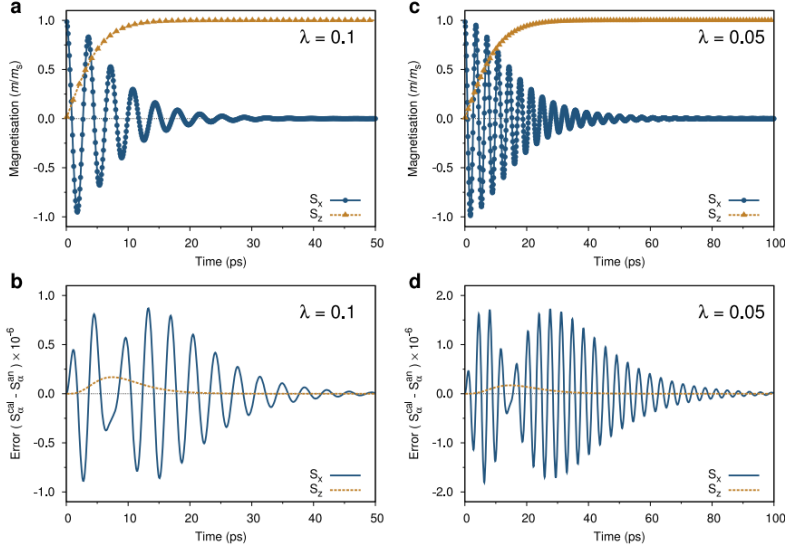 a
λ = 0.1
Magnetisation (m/mₛ)
1.0
0.5
0.0
-0.5
-1.0
Sₓ
S_z
0 10 20 30 40 50
Time (ps)
c
λ = 0.05
Magnetisation (m/mₛ)
1.0
0.5
0.0
-0.5
-1.0
Sₓ
S_z
0 20 40 60 80 100
Time (ps)
b
λ = 0.1
Error ( S_α^cal - S_α^an ) × 10⁻⁶
1.0
0.5
0.0
-0.5
-1.0
Sₓ
S_z
0 10 20 30 40 50
Time (ps)
d
λ = 0.05
Error ( S_α^cal - S_α^an ) × 10⁻⁶
2.0
1.0
0.0
-1.0
-2.0
Sₓ
S_z
0 20 40 60 80 100
Time (ps)